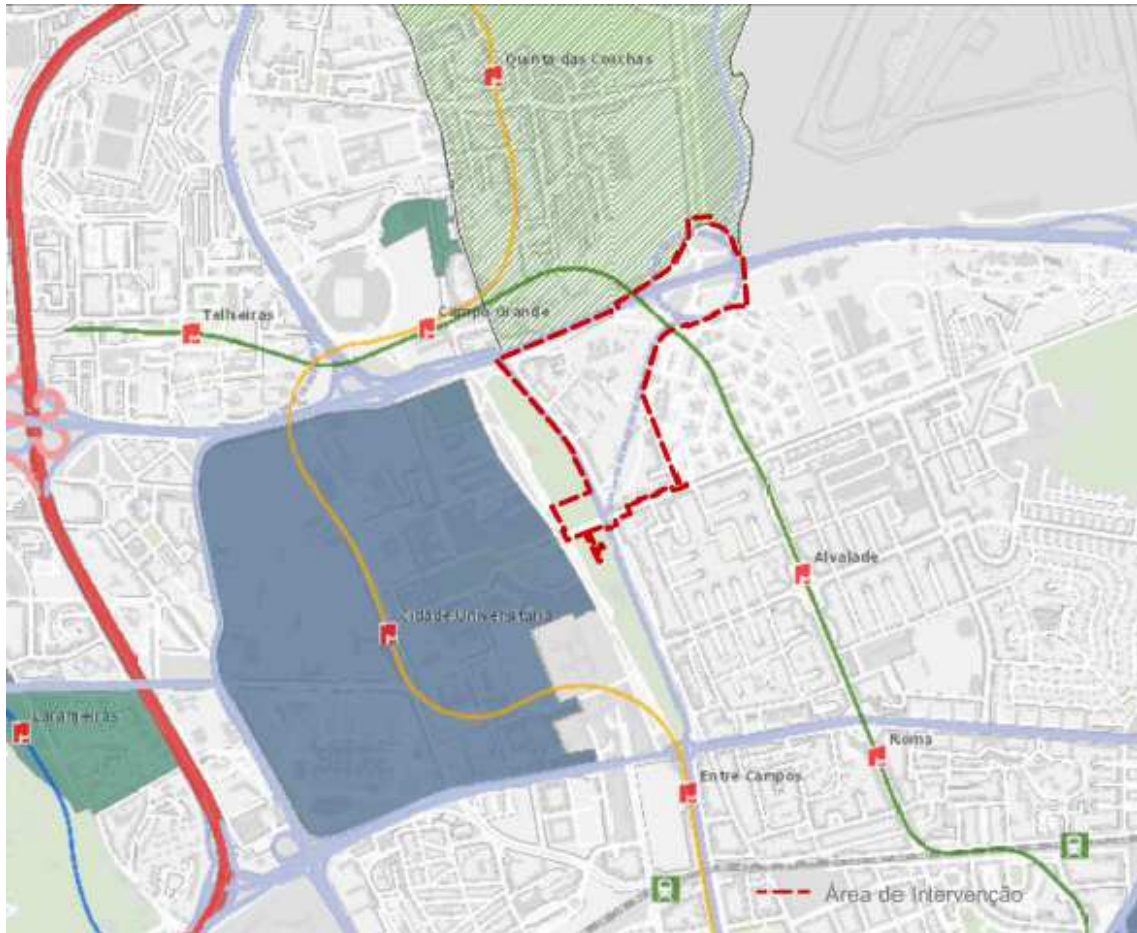 Quinta das Conchas
Campo Grande
Telheiras
Alvalade
Cidade Universitária
Laranjeiras
Roma
Entre Campos
Área de Intervenção